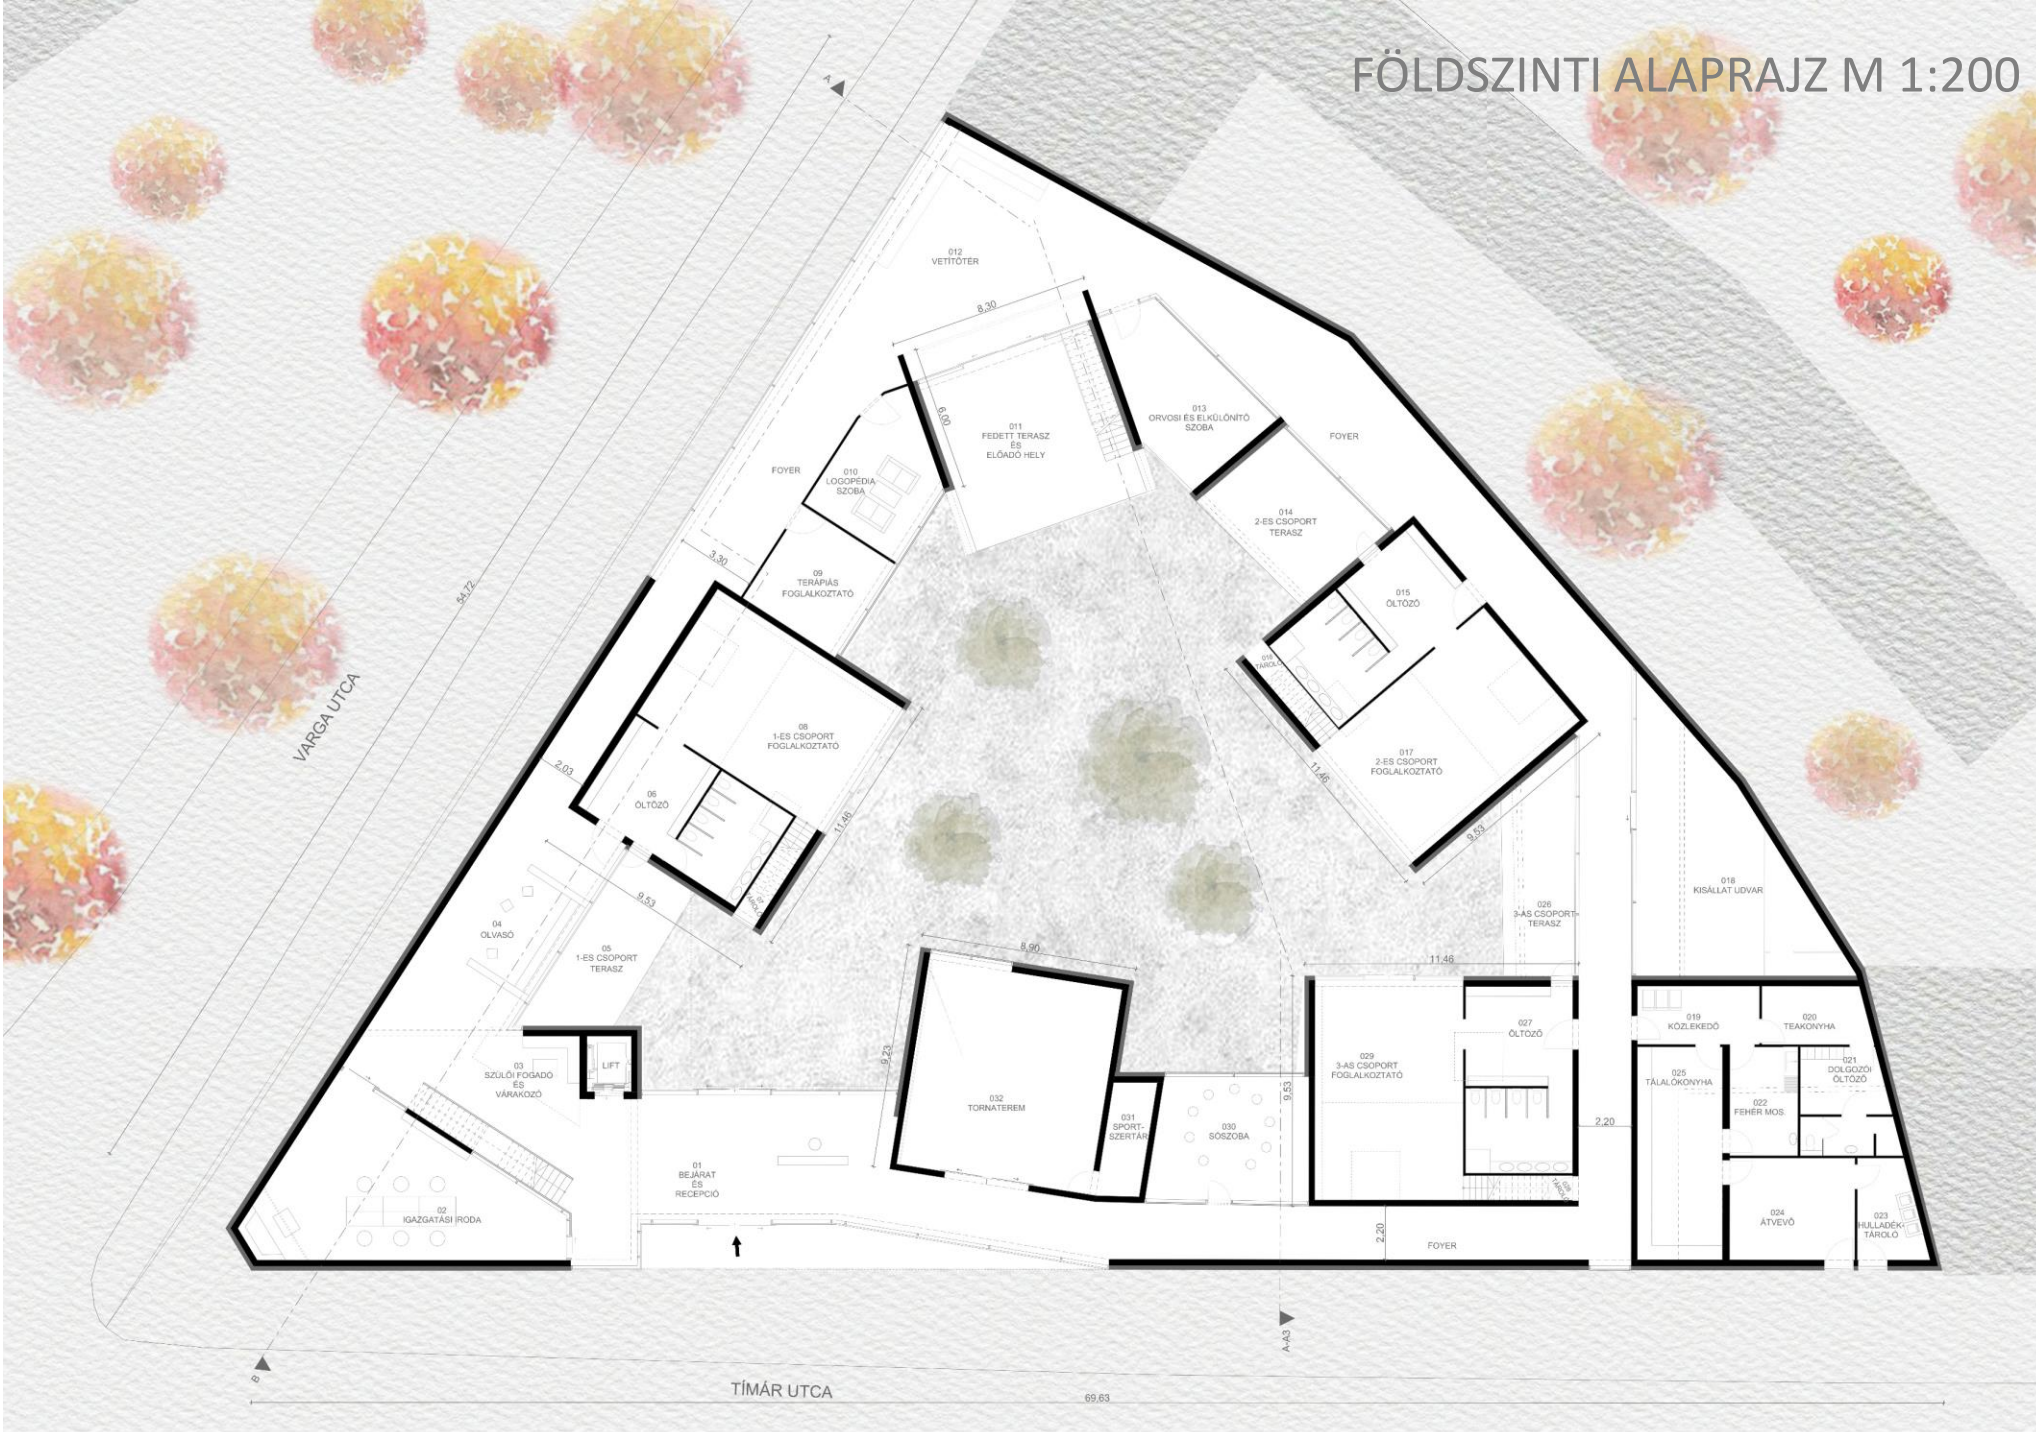 FÖLDSZINTI ALAPRAJZ M 1:200
A
012
VETÍTŐTÉR
8,30
6,00
011
FEDETT TERASZ
ÉS
ELŐADÓ HELY
013
ORVOSI ÉS ELKÜLÖNÍTŐ
SZOBA
FOYER
FOYER
010
LOGOPÉDIA
SZOBA
014
2-ES CSOPORT
TERASZ
3,30
09
TERÁPIÁS
FOGLALKOZTATÓ
015
ÖLTÖZŐ
54,72
016
TÁROLÓ
VARGA UTCA
08
1-ES CSOPORT
FOGLALKOZTATÓ
017
2-ES CSOPORT
FOGLALKOZTATÓ
2,03
11,46
06
ÖLTÖZŐ
11,46
9,53
018
KISÁLLAT UDVAR
9,53
07
TÁROLÓ
026
3-AS CSOPORT-
TERASZ
04
OLVASÓ
05
1-ES CSOPORT
TERASZ
8,90
11,46
9,23
9,53
019
KÖZLEKEDŐ
020
TEAKONYHA
027
ÖLTÖZŐ
03
SZÜLŐI FOGADÓ
ÉS
VÁRAKOZÓ
LIFT
029
3-AS CSOPORT
FOGLALKOZTATÓ
021
DOLGOZÓI
ÖLTÖZŐ
025
TÁLALÓKONYHA
032
TORNATEREM
031
SPORT-
SZERTÁR
030
SÓSZOBA
022
FEHÉR MOS.
2,20
01
BEJÁRAT
ÉS
RECEPCIÓ
028
TÁROLÓ
02
IGAZGATÁSI IRODA
024
ÁTVEVŐ
023
HULLADÉK-
TÁROLÓ
2,20
FOYER
A-A3
B
TÍMÁR UTCA
69,63